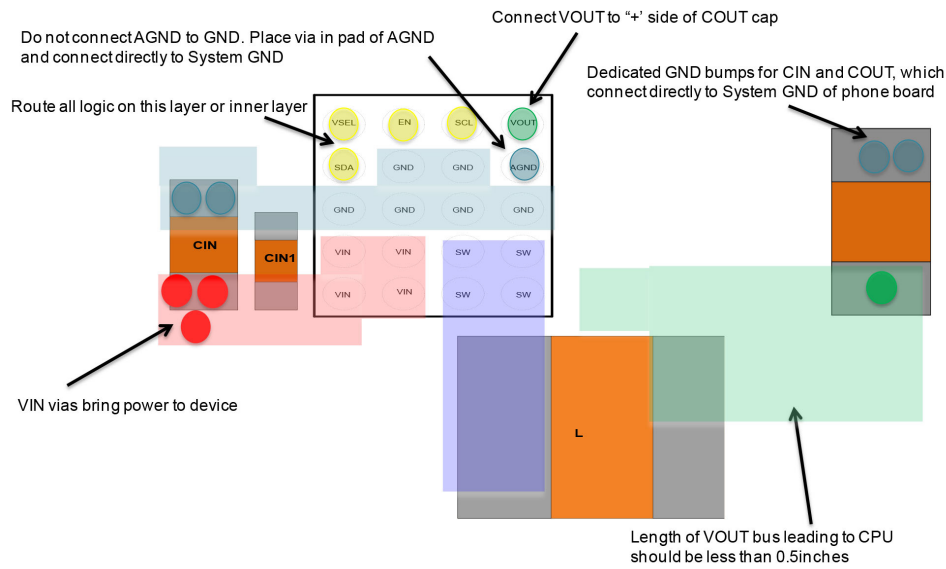 Connect VOUT to “+’ side of COUT cap
Do not connect AGND to GND. Place via in pad of AGND
and connect directly to System GND
Dedicated GND bumps for CIN and COUT, which
connect directly to System GND of phone board
Route all logic on this layer or inner layer
VSEL EN SCL VOUT
SDA GND GND AGND
GND GND GND GND
CIN
CIN1
VIN VIN SW SW
VIN VIN SW SW
VIN vias bring power to device
L
Length of VOUT bus leading to CPU
should be less than 0.5inches